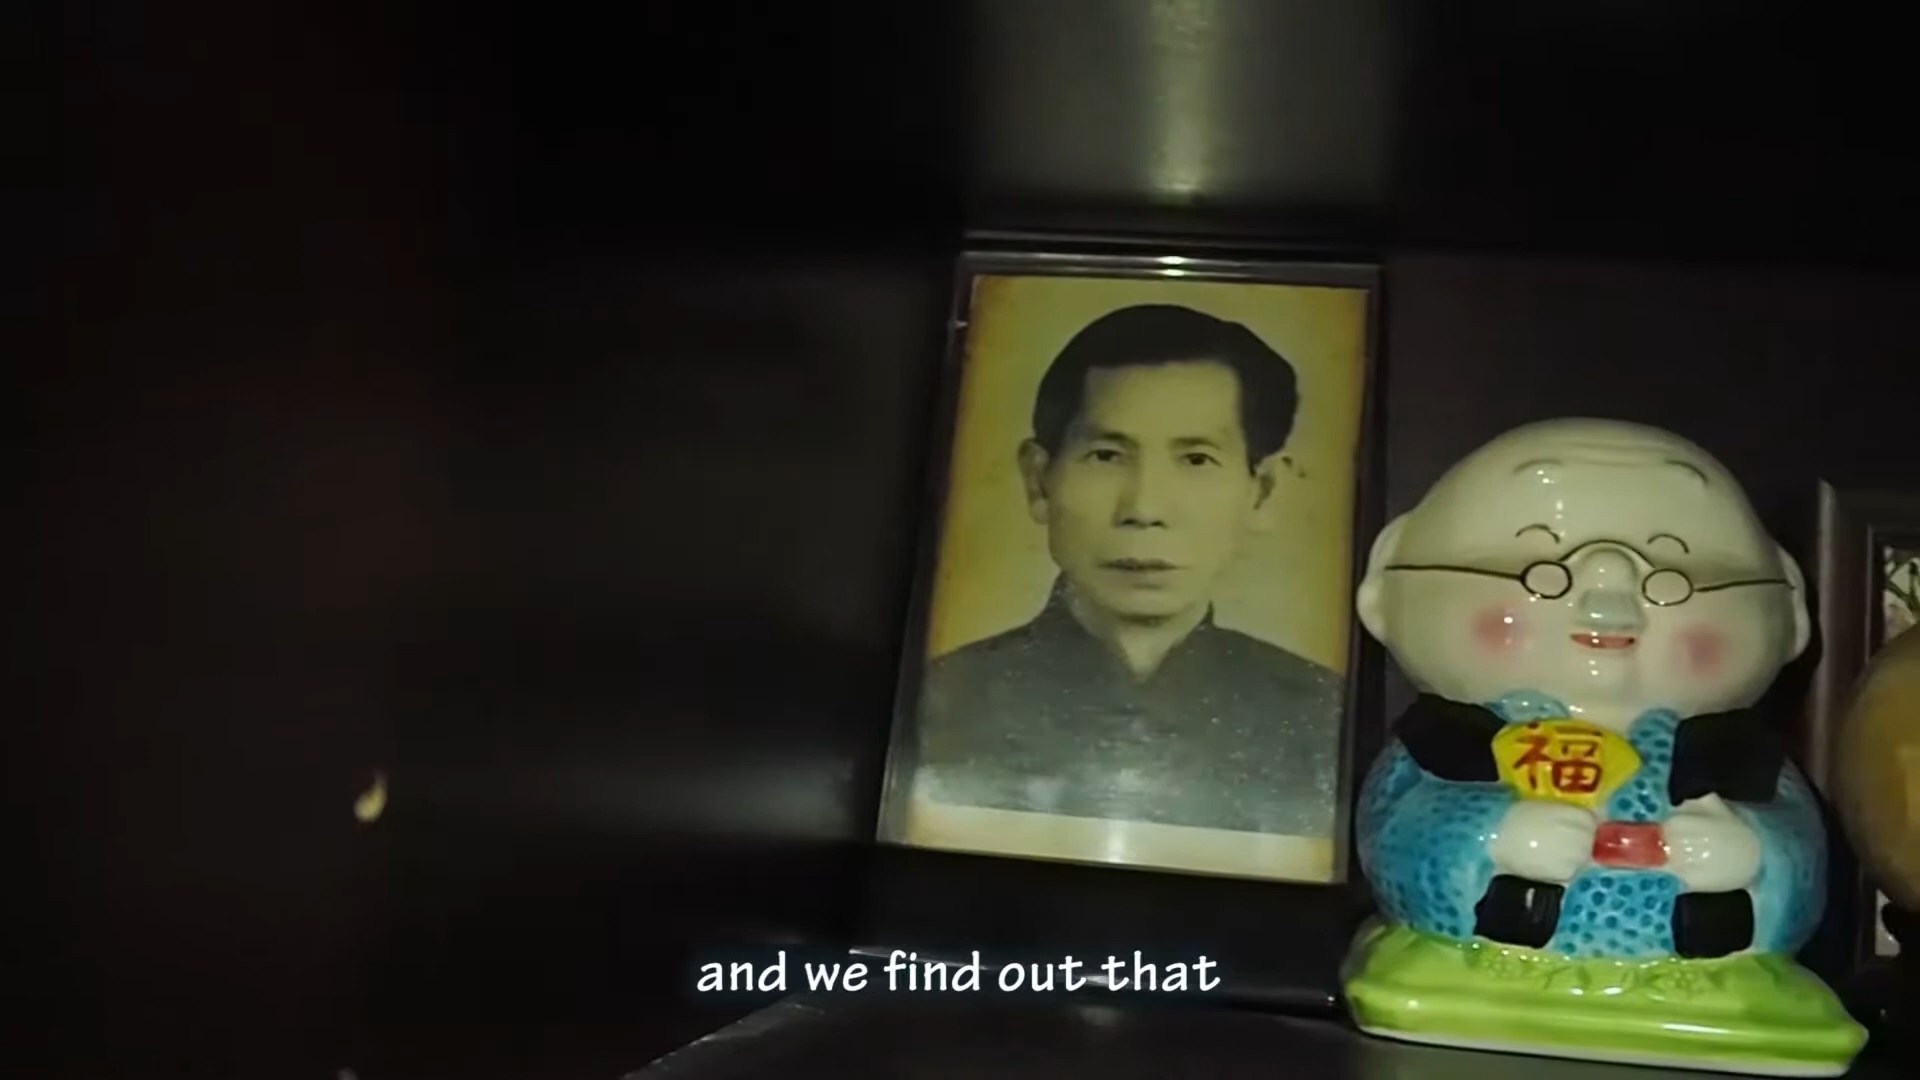 福
and we find out that